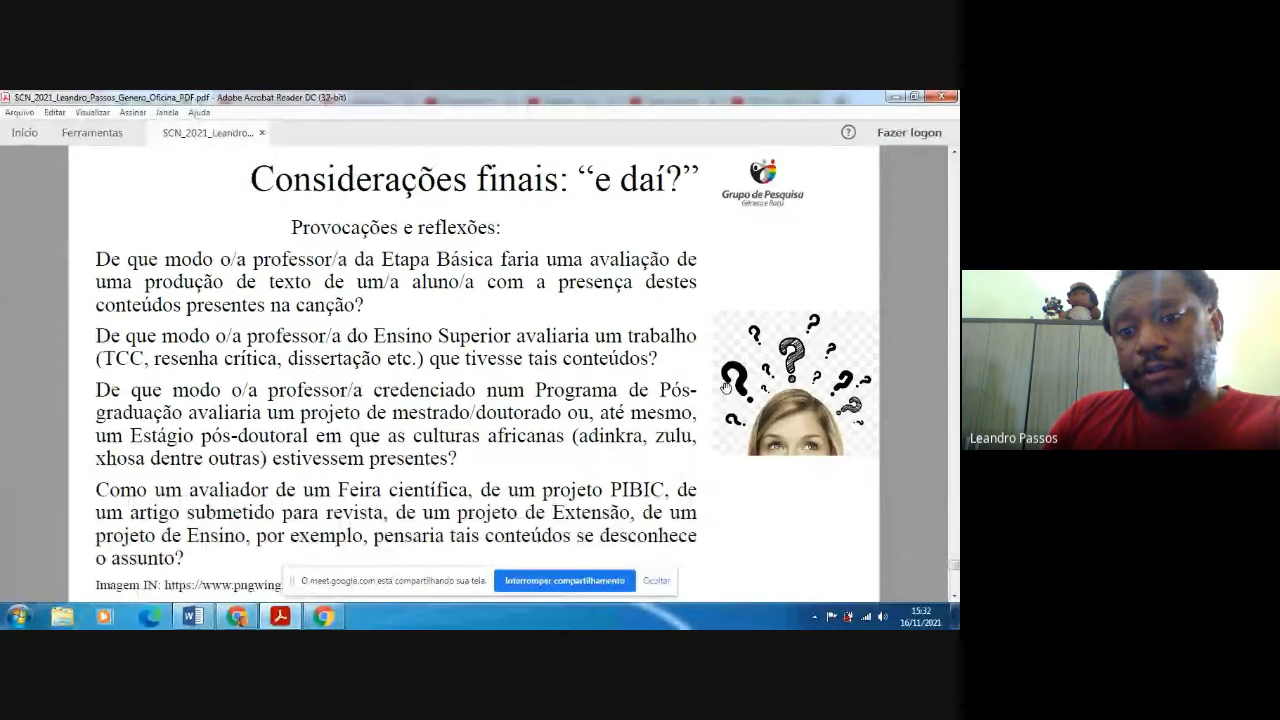 SCN_2021_Leandro_Passos_Genero_Oficina_PDF.pdf - Adobe Acrobat Reader DC (32-bit)
Arquivo Editar Visualizar Assinar Janela Ajuda
Início Ferramentas SCN_2021_Leandro... × ? Fazer logon
Considerações finais: “e daí?”
Grupo de Pesquisa
Gênero e Raça
Provocações e reflexões:
De que modo o/a professor/a da Etapa Básica faria uma avaliação de
uma produção de texto de um/a aluno/a com a presença destes
conteúdos presentes na canção?
De que modo o/a professor/a do Ensino Superior avaliaria um trabalho
(TCC, resenha crítica, dissertação etc.) que tivesse tais conteúdos?
De que modo o/a professor/a credenciado num Programa de Pós-
graduação avaliaria um projeto de mestrado/doutorado ou, até mesmo,
um Estágio pós-doutoral em que as culturas africanas (adinkra, zulu,
xhosa dentre outras) estivessem presentes?
Como um avaliador de um Feira científica, de um projeto PIBIC, de
um artigo submetido para revista, de um projeto de Extensão, de um
projeto de Ensino, por exemplo, pensaria tais conteúdos se desconhece
o assunto?
Imagem IN: https://www.pngwing.
O meet.google.com está compartilhando sua tela. Interromper compartilhamento Ocultar
Leandro Passos
15:32
16/11/2021